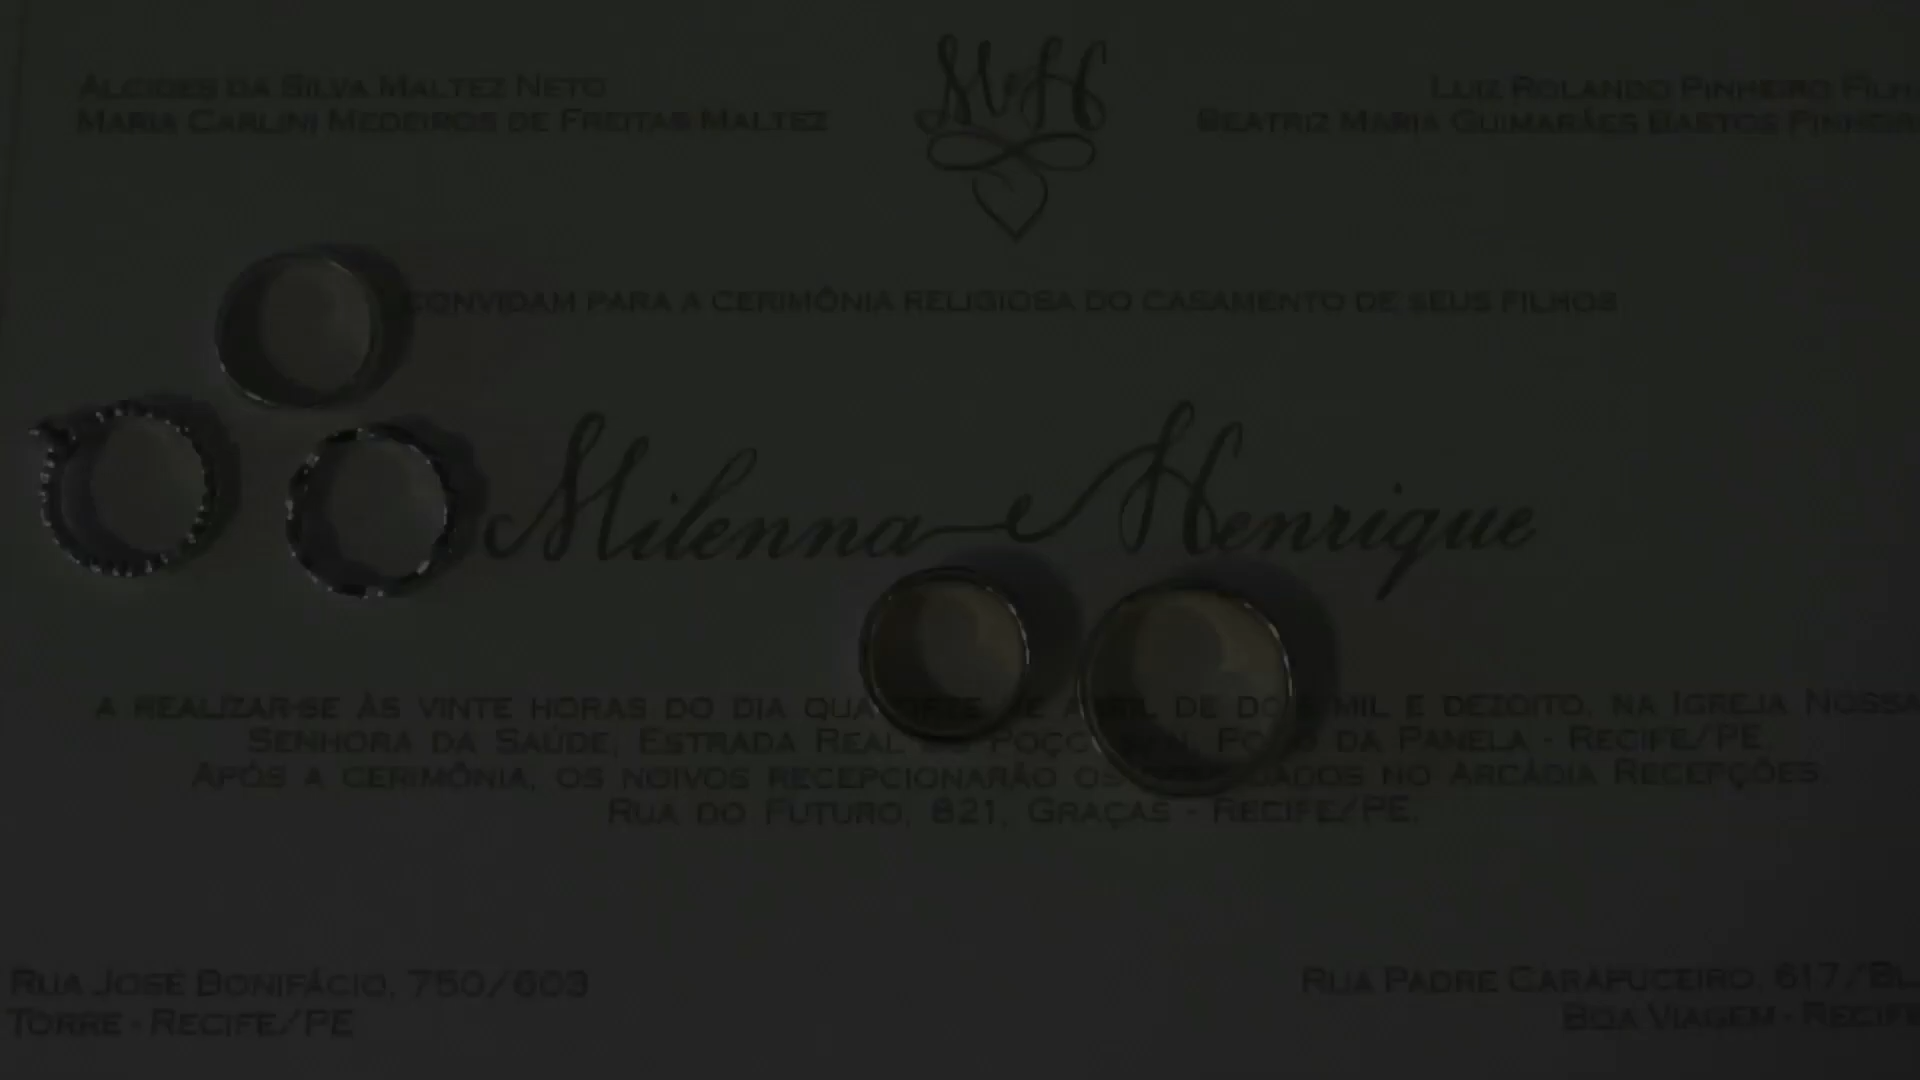 Alcides da Silva Maltez Neto
Maria Carlini Medeiros de Freitas Maltez
MH
Luiz Rolando Pinheiro
Beatriz Maria Guimarães Bastos
convidam para a cerimônia religiosa do casamento de seus filhos
Milenna e Henrique
a realizar-se às vinte horas do dia de mil e dezoito, na Igreja Nossa
Senhora da Saúde, Estrada Real Poço da Panela - Recife/PE.
Após a cerimônia, os noivos recepcionarão os no Arcádia Recepções
Rua do Futuro, 821, Graças - Recife/PE.
Rua José Bonifácio, 750/603
Torre - Recife/PE
Rua Padre Carapuceiro, 617/
Boa Viagem -